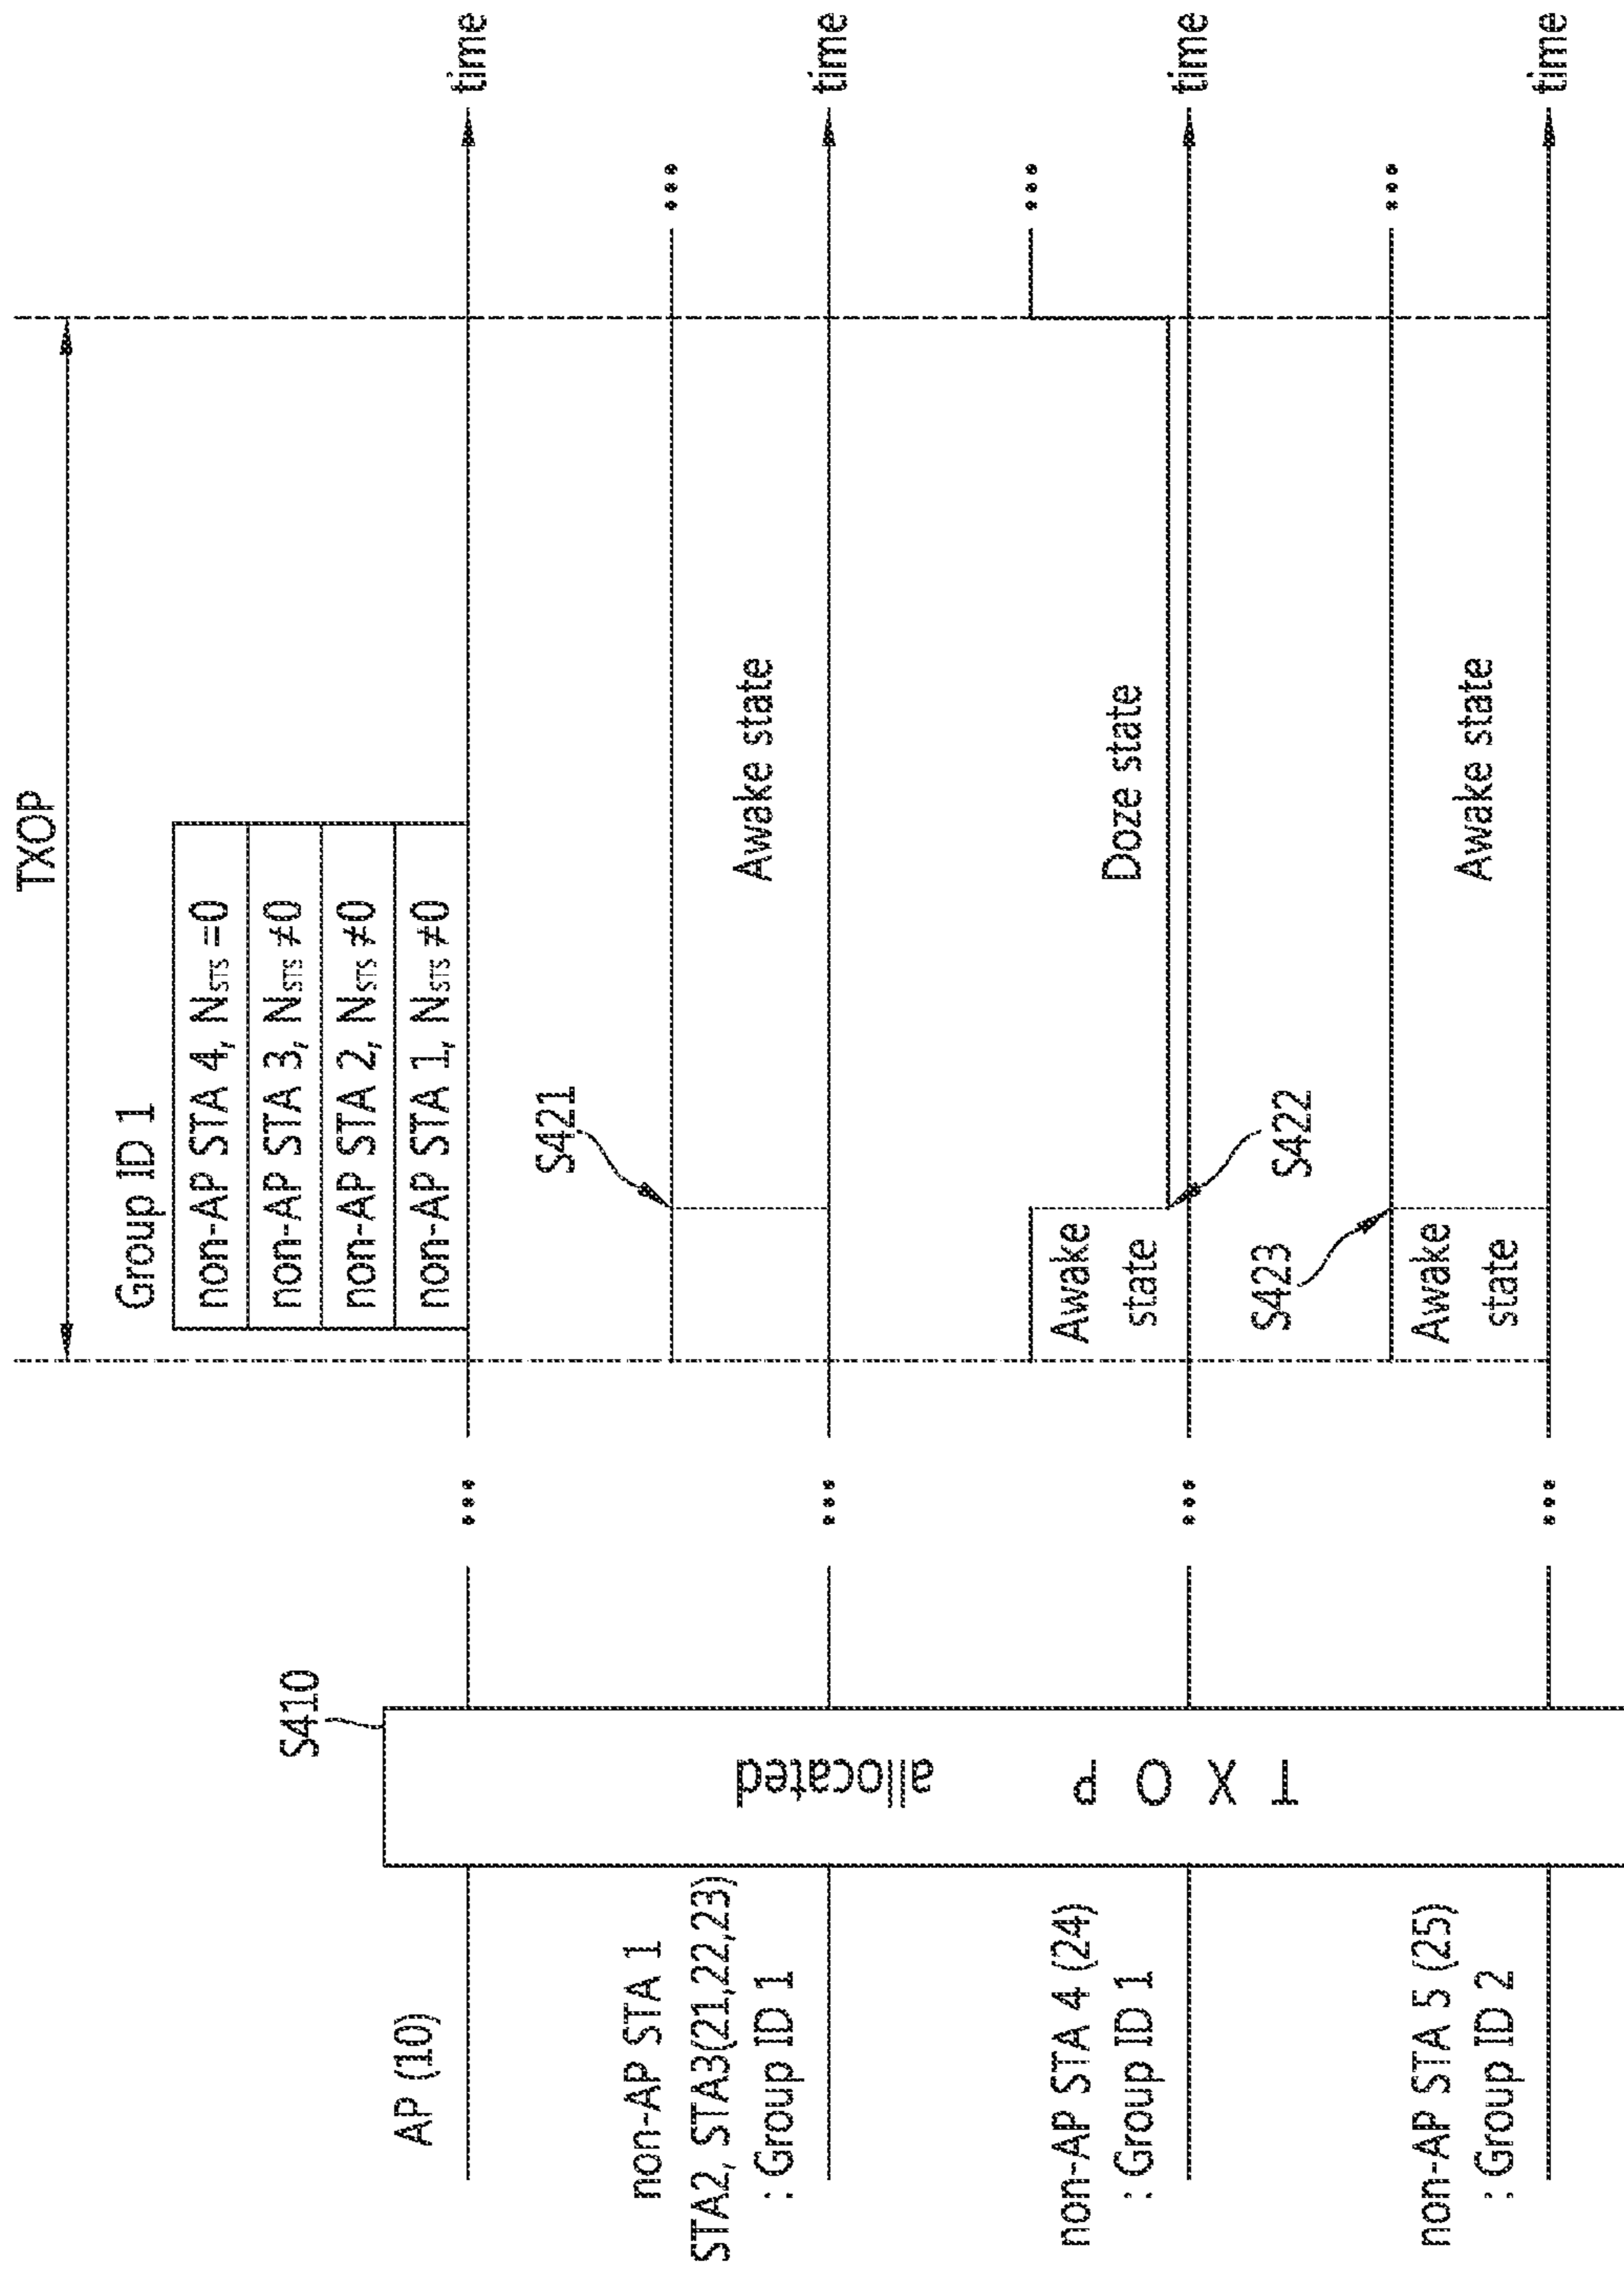 TXOP
Group ID 1
non-AP STA 4, NSTS =0
non-AP STA 3, NSTS ≠0
non-AP STA 2, NSTS ≠0
non-AP STA 1, NSTS ≠0
S410
AP (10)
time
TXOP
allocated
S421
non-AP STA 1
STA2, STA3(21,22,23)
: Group ID 1
Awake state
time
non-AP STA 4 (24)
: Group ID 1
Awake
state
Doze state
time
S422
S423
non-AP STA 5 (25)
: Group ID 2
Awake
state
Awake state
time